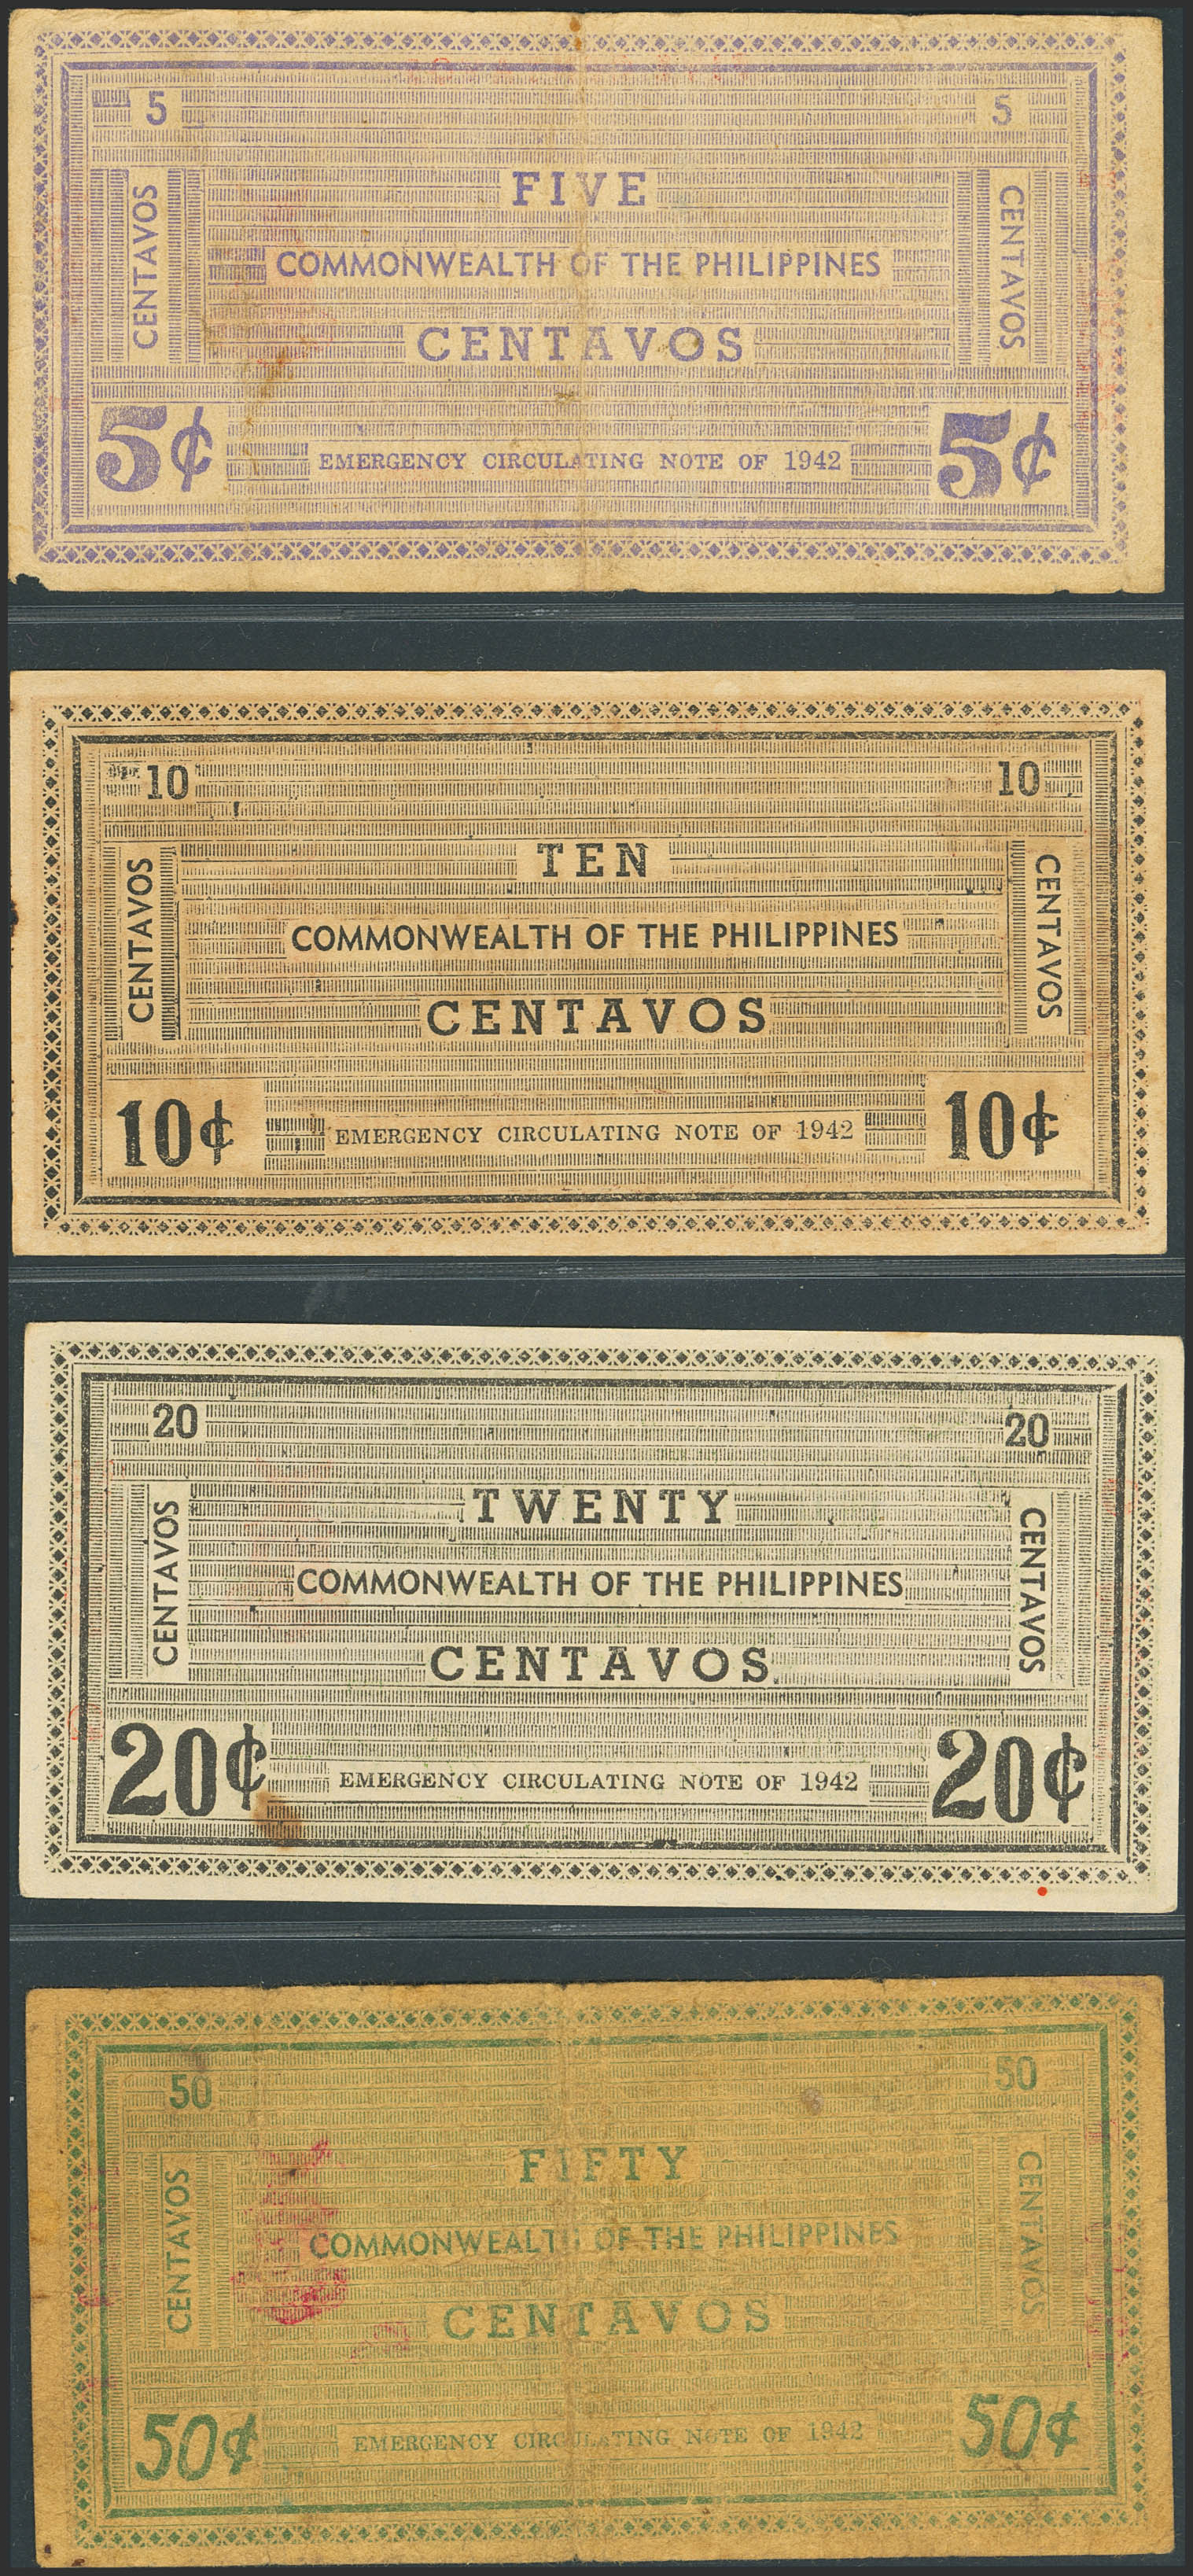 5 5
FIVE
CENTAVOS COMMONWEALTH OF THE PHILIPPINES CENTAVOS
CENTAVOS
5¢ EMERGENCY CIRCULATING NOTE OF 1942 5¢
10 10
TEN
CENTAVOS COMMONWEALTH OF THE PHILIPPINES CENTAVOS
CENTAVOS
10¢ EMERGENCY CIRCULATING NOTE OF 1942 10¢
20 20
TWENTY
CENTAVOS COMMONWEALTH OF THE PHILIPPINES CENTAVOS
CENTAVOS
20¢ EMERGENCY CIRCULATING NOTE OF 1942 20¢
50 50
FIFTY
CENTAVOS COMMONWEALTH OF THE PHILIPPINES CENTAVOS
CENTAVOS
50¢ EMERGENCY CIRCULATING NOTE OF 1942 50¢